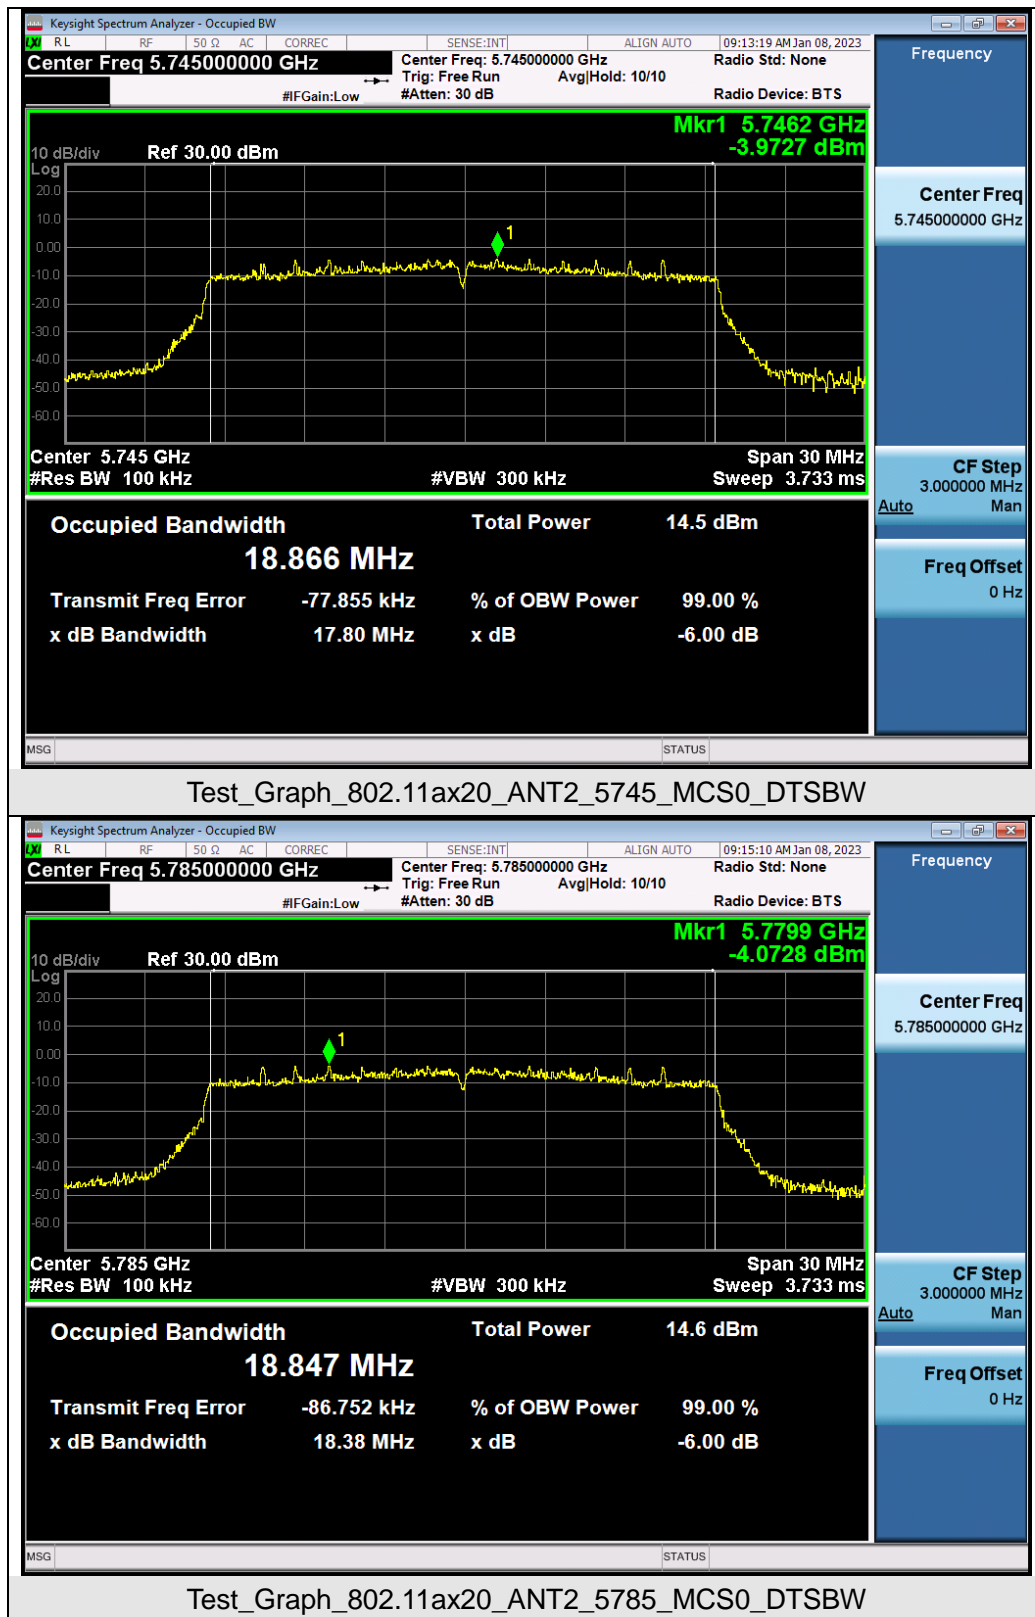 Keysight Spectrum Analyzer - Occupied BW
LXI RL RF 50 Ω AC CORREC SENSE:INT ALIGN AUTO 09:13:19 AM Jan 08, 2023
Center Freq 5.745000000 GHz Center Freq: 5.745000000 GHz Radio Std: None
Trig: Free Run Avg|Hold: 10/10
#IFGain:Low #Atten: 30 dB Radio Device: BTS
Frequency
Mkr1 5.7462 GHz
-3.9727 dBm
10 dB/div Ref 30.00 dBm
Log
20.0
10.0
0.00
-10.0
-20.0
-30.0
-40.0
-50.0
-60.0
1
Center Freq
5.745000000 GHz
Center 5.745 GHz Span 30 MHz
#Res BW 100 kHz #VBW 300 kHz Sweep 3.733 ms
CF Step
3.000000 MHz
Auto Man
Freq Offset
0 Hz
Occupied Bandwidth Total Power 14.5 dBm
18.866 MHz
Transmit Freq Error -77.855 kHz % of OBW Power 99.00 %
x dB Bandwidth 17.80 MHz x dB -6.00 dB
MSG STATUS
Test_Graph_802.11ax20_ANT2_5745_MCS0_DTSBW
Keysight Spectrum Analyzer - Occupied BW
LXI RL RF 50 Ω AC CORREC SENSE:INT ALIGN AUTO 09:15:10 AM Jan 08, 2023
Center Freq 5.785000000 GHz Center Freq: 5.785000000 GHz Radio Std: None
Trig: Free Run Avg|Hold: 10/10
#IFGain:Low #Atten: 30 dB Radio Device: BTS
Frequency
Mkr1 5.7799 GHz
-4.0728 dBm
10 dB/div Ref 30.00 dBm
Log
20.0
10.0
0.00
-10.0
-20.0
-30.0
-40.0
-50.0
-60.0
1
Center Freq
5.785000000 GHz
Center 5.785 GHz Span 30 MHz
#Res BW 100 kHz #VBW 300 kHz Sweep 3.733 ms
CF Step
3.000000 MHz
Auto Man
Freq Offset
0 Hz
Occupied Bandwidth Total Power 14.6 dBm
18.847 MHz
Transmit Freq Error -86.752 kHz % of OBW Power 99.00 %
x dB Bandwidth 18.38 MHz x dB -6.00 dB
MSG STATUS
Test_Graph_802.11ax20_ANT2_5785_MCS0_DTSBW